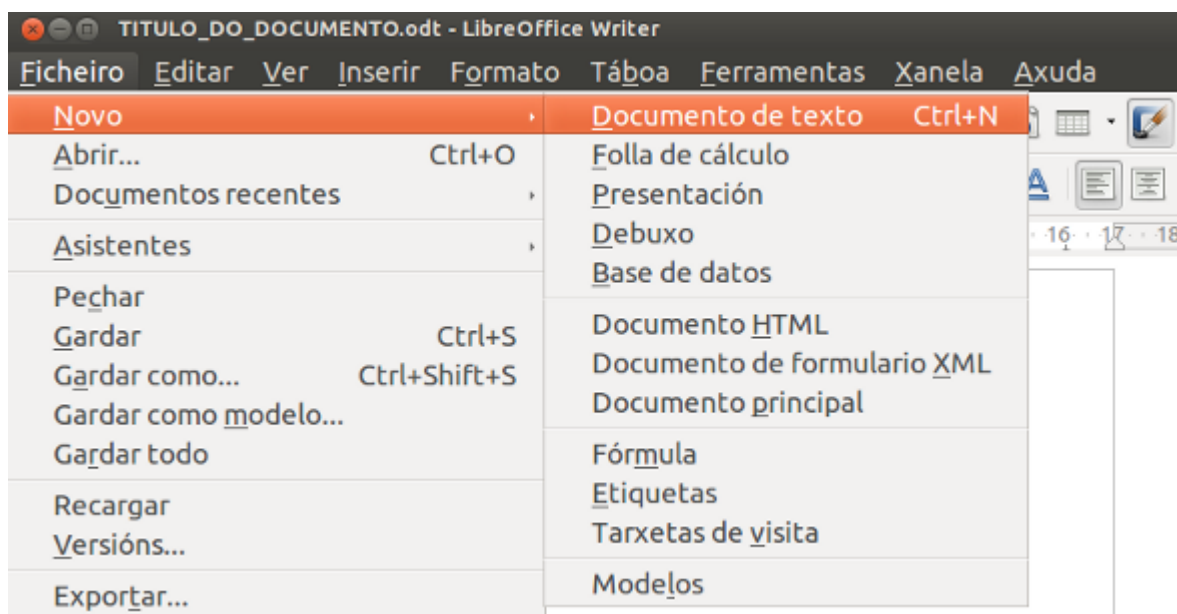 TITULO_DO_DOCUMENTO.odt - LibreOffice Writer
Ficheiro Editar Ver Inserir Formato Táboa Ferramentas Xanela Axuda
Novo
Abrir... Ctrl+O
Documentos recentes
Asistentes
Pechar
Gardar Ctrl+S
Gardar como... Ctrl+Shift+S
Gardar como modelo...
Gardar todo
Recargar
Versións...
Exportar...
Documento de texto Ctrl+N
Folla de cálculo
Presentación
Debuxo
Base de datos
Documento HTML
Documento de formulario XML
Documento principal
Fórmula
Etiquetas
Tarxetas de visita
Modelos
A
16 17 18